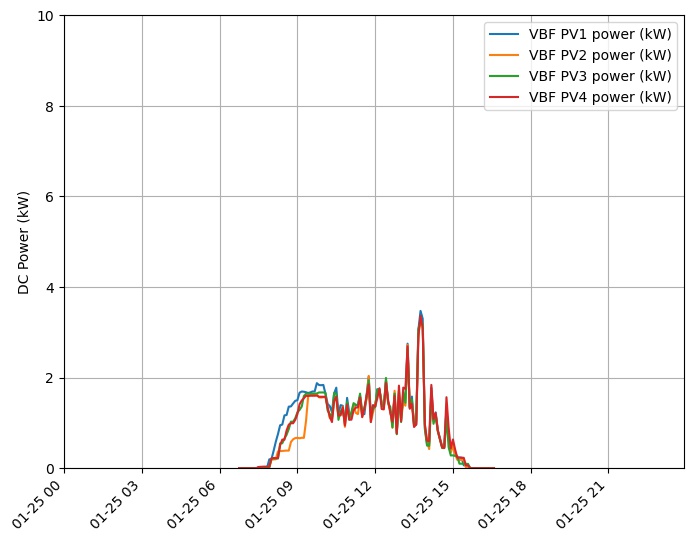 10
8
6
4
2
0
DC Power (kW)
VBF PV1 power (kW)
VBF PV2 power (kW)
VBF PV3 power (kW)
VBF PV4 power (kW)
01-25 00
01-25 03
01-25 06
01-25 09
01-25 12
01-25 15
01-25 18
01-25 21